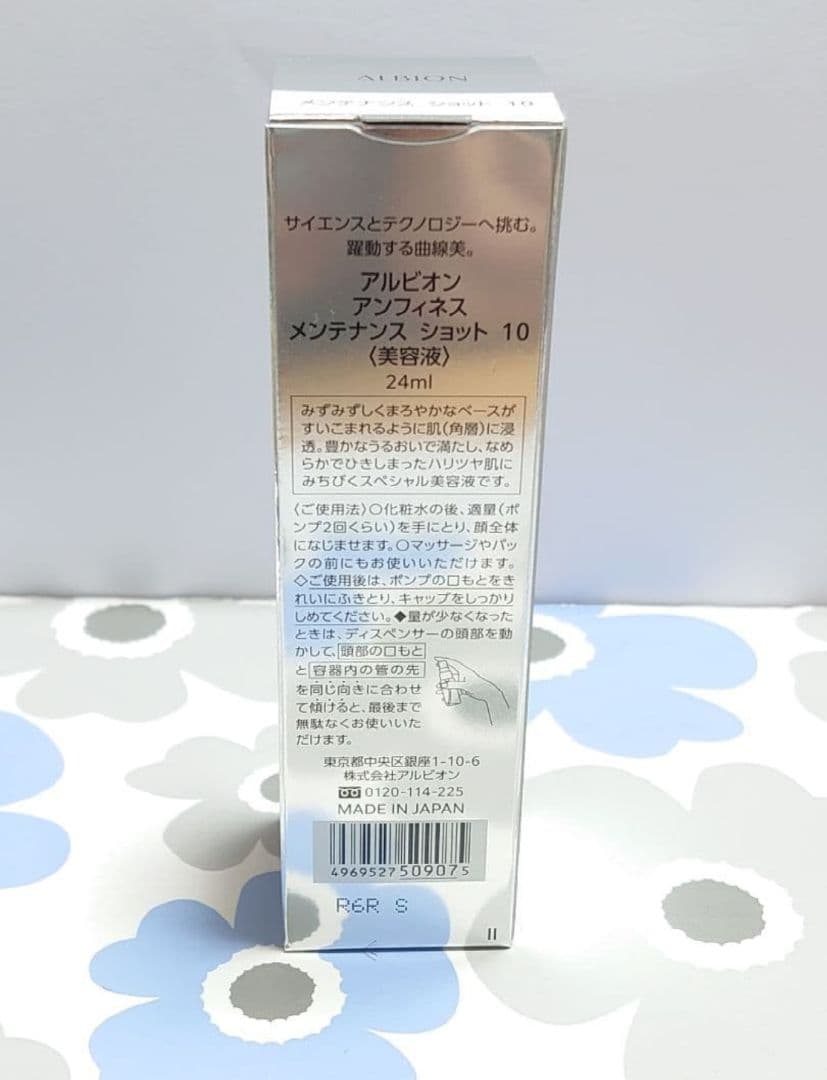 ALBION
メンテナンス ショット 10
サイエンスとテクノロジーへ挑む。
躍動する曲線美。
アルビオン
アンフィネス
メンテナンス ショット 10
〈美容液〉
24ml
みずみずしくまろやかなベースが
すいこまれるように肌(角層)に浸
透。豊かなうるおいで満たし、なめ
らかでひきしまったハリツヤ肌に
みちびくスペシャル美容液です。
〈ご使用法〉○化粧水の後、適量(ポ
ンプ2回くらい)を手にとり、顔全体
になじませます。○マッサージやパッ
クの前にもお使いいただけます。
◇ご使用後は、ポンプの口もとをき
れいにふきとり、キャップをしっかり
しめてください。◆量が少なくなった
ときは、ディスペンサーの頭部を動
かして、頭部の口もと
と容器内の管の先
を同じ向きに合わせ
て傾けると、最後まで
無駄なくお使いいた
だけます。
東京都中央区銀座1-10-6
株式会社アルビオン
0120-114-225
MADE IN JAPAN
4969527509075
R6R S
II